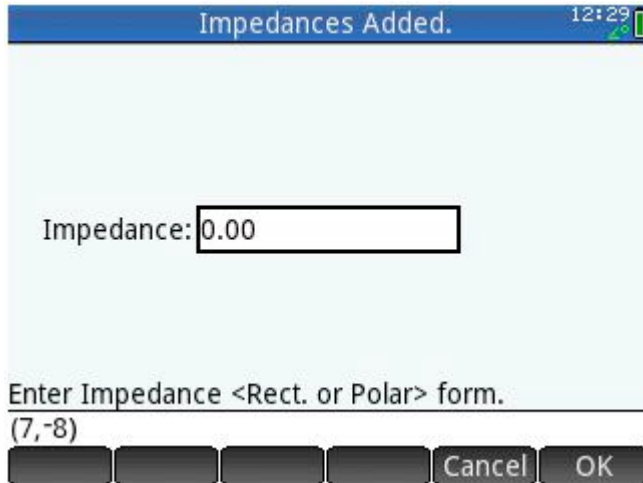 Impedances Added.
12:29
∠°
Impedance: 0.00
Enter Impedance <Rect. or Polar> form.
(7,-8)
Cancel OK